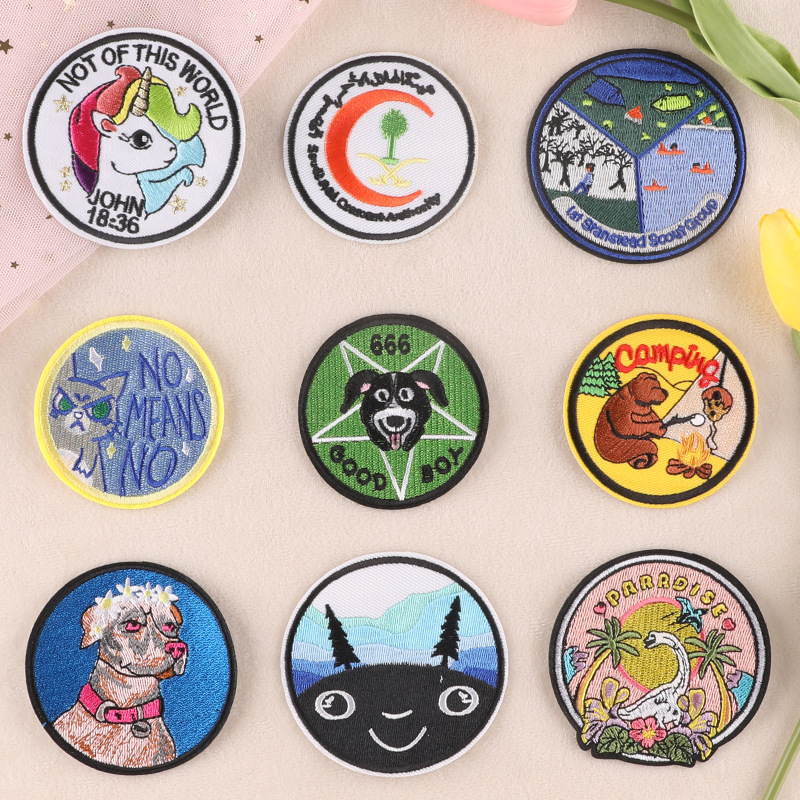 NOT OF THIS WORLD
JOHN,
18:36
Saudi Red Crescent Authority
1st Stanstead Scout Group
NO
MEANS
NO
666
GOOD BOY
Camping
PARADISE